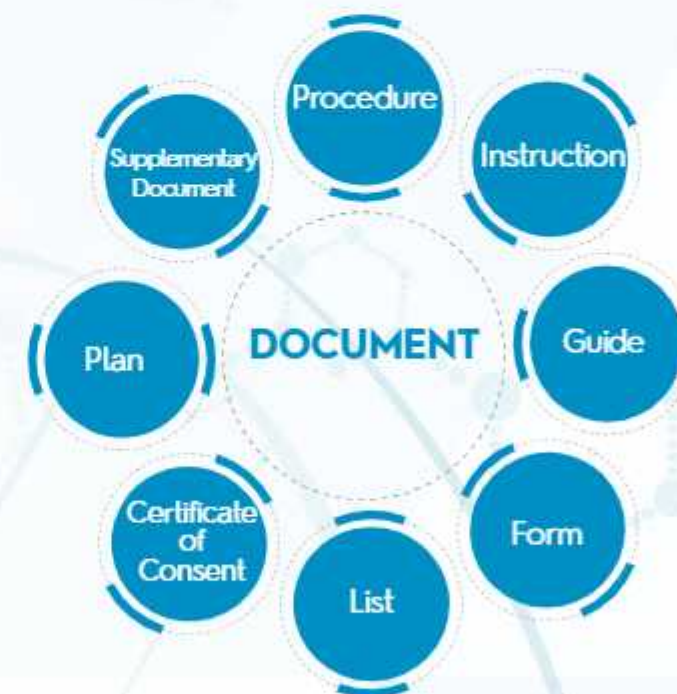 Procedure
Instruction
Supplementary
Document
DOCUMENT
Guide
Plan
Certificate
of
Consent
Form
List